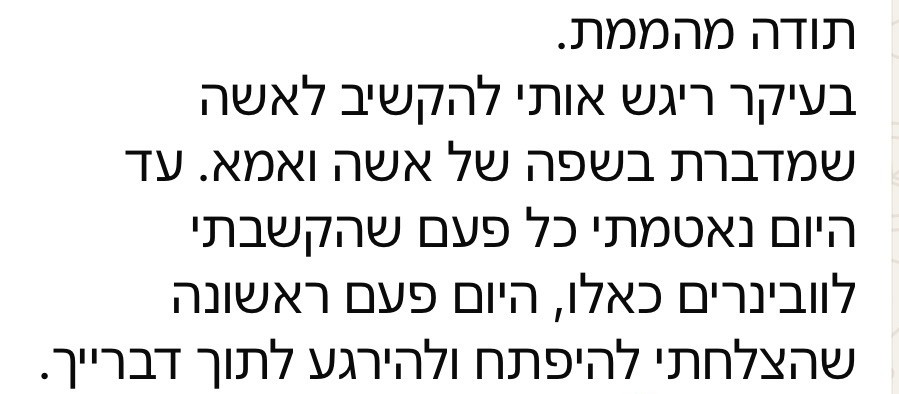 תודה מהממת.
בעיקר ריגש אותי להקשיב לאשה
שמדברת בשפה של אשה ואמא. עד
היום נאטמתי כל פעם שהקשבתי
לוובינרים כאלו, היום פעם ראשונה
שהצלחתי להיפתח ולהירגע לתוך דברייך.